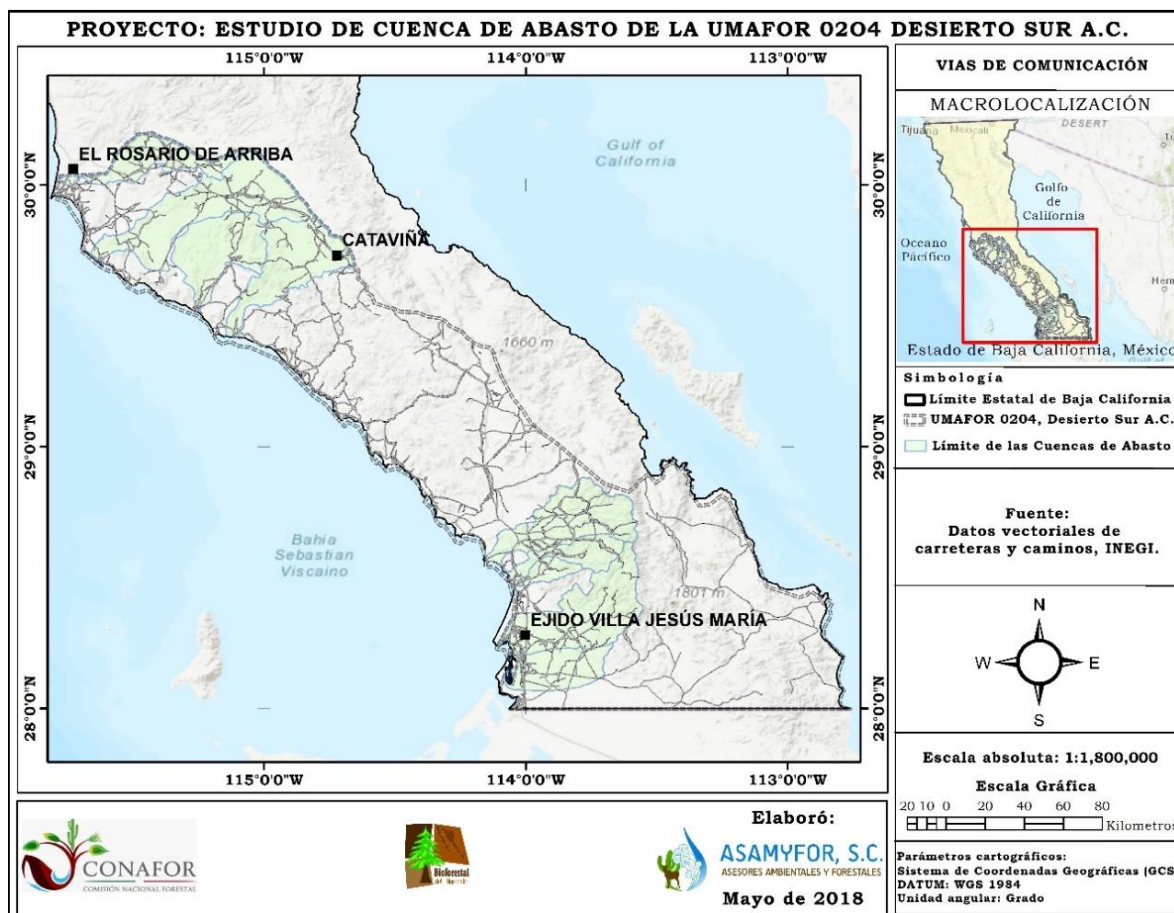 PROYECTO: ESTUDIO DE CUENCA DE ABASTO DE LA UMAFOR 02O4 DESIERTO SUR A.C.
115°0'0"W
114°0'0"W
113°0'0"W
30°0'0"N
29°0'0"N
28°0'0"N
EL ROSARIO DE ARRIBA
CATAVIÑA
EJIDO VILLA JESÚS MARÍA
Gulf of
California
1660 m
1801 m
Bahia
Sebastian
Viscaino
30°0'0"N
29°0'0"N
28°0'0"N
115°0'0"W
114°0'0"W
113°0'0"W
VIAS DE COMUNICACIÓN
MACROLOCALIZACIÓN
Tijuana
Mexicali
DESERT
Golfo
de
California
Oceano
Pácífico
Estado de Baja California, México
Simbología
Límite Estatal de Baja California
UMAFOR 0204, Desierto Sur A.C.
Límite de las Cuencas de Abasto
Fuente:
Datos vectoriales de
carreteras y caminos, INEGI.
N
W
E
S
Escala absoluta: 1:1,800,000
Escala Gráfica
20 10 0 20 40 60 80
Kilometros
Parámetros cartográficos:
Sistema de Coordenadas Geográficas (GCS
DATUM: WGS 1984
Unidad angular: Grado
CONAFOR
COMISIÓN NACIONAL FORESTAL
Bioforestal
Elaboró:
ASAMYFOR, S.C.
ASESORES AMBIENTALES Y FORESTALES
Mayo de 2018